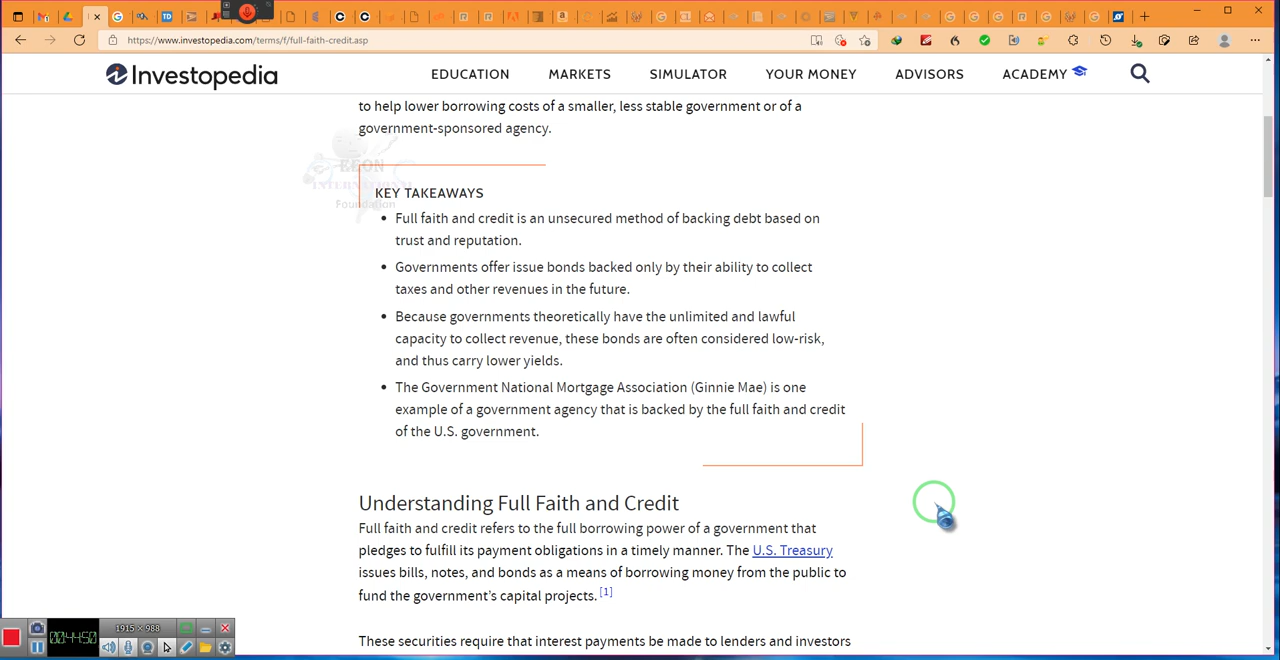 https://www.investopedia.com/terms/f/full-faith-credit.asp
Investopedia
EDUCATION MARKETS SIMULATOR YOUR MONEY ADVISORS ACADEMY
to help lower borrowing costs of a smaller, less stable government or of a
government-sponsored agency.
EEON
INTERNATIONAL
Foundation
KEY TAKEAWAYS
• Full faith and credit is an unsecured method of backing debt based on
trust and reputation.
• Governments offer issue bonds backed only by their ability to collect
taxes and other revenues in the future.
• Because governments theoretically have the unlimited and lawful
capacity to collect revenue, these bonds are often considered low-risk,
and thus carry lower yields.
• The Government National Mortgage Association (Ginnie Mae) is one
example of a government agency that is backed by the full faith and credit
of the U.S. government.
Understanding Full Faith and Credit
Full faith and credit refers to the full borrowing power of a government that
pledges to fulfill its payment obligations in a timely manner. The U.S. Treasury
issues bills, notes, and bonds as a means of borrowing money from the public to
fund the government's capital projects. [1]
These securities require that interest payments be made to lenders and investors
1915 x 988